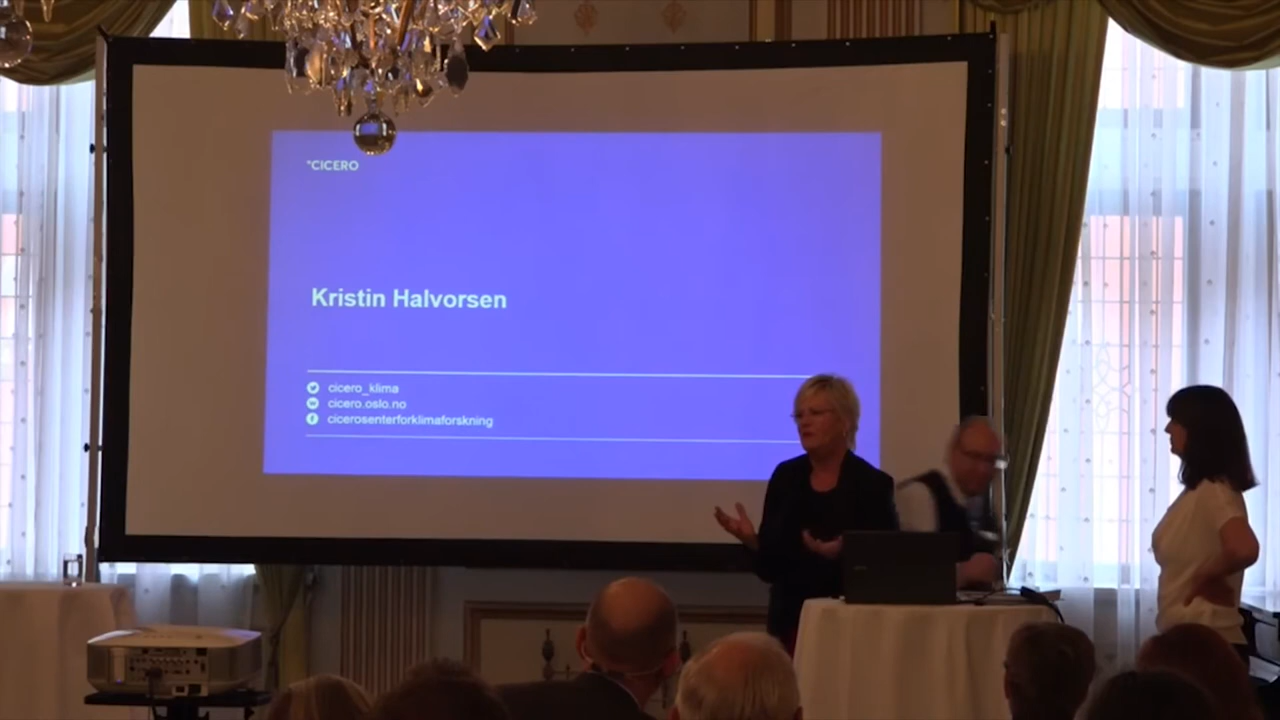 °CICERO
Kristin Halvorsen
cicero_klima
cicero.oslo.no
cicerosenterforklimaforskning